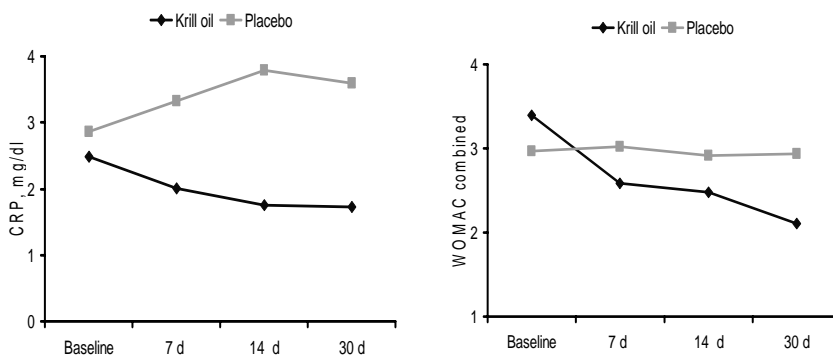 Krill oil Placebo
4
3
2
1
0
CRP, mg/dl
Baseline 7 d 14 d 30 d
Krill oil Placebo
4
3
2
1
WOMAC combined
Baseline 7 d 14 d 30 d